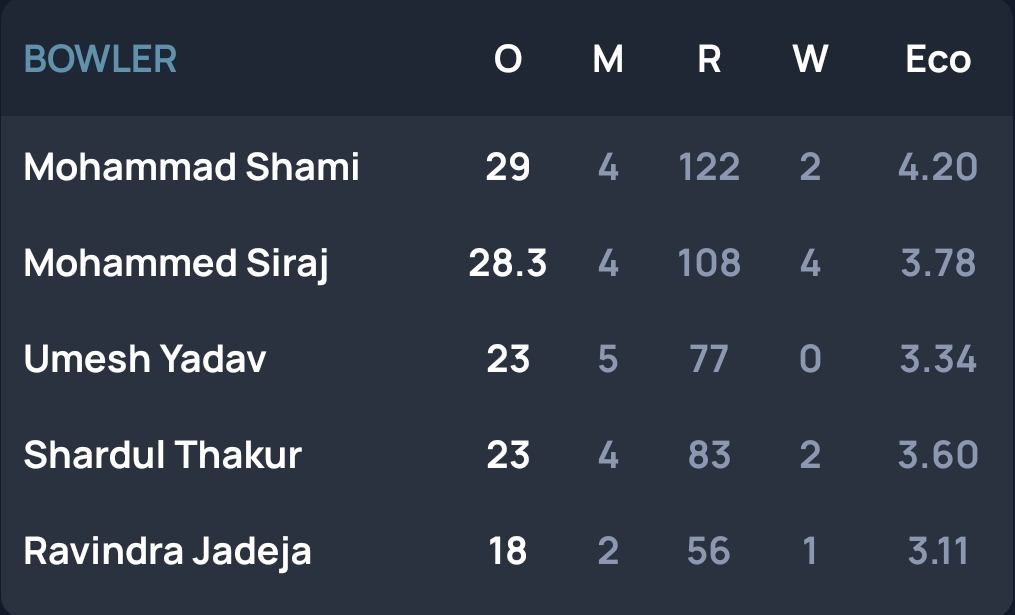 BOWLER O M R W Eco
Mohammad Shami 29 4 122 2 4.20
Mohammed Siraj 28.3 4 108 4 3.78
Umesh Yadav 23 5 77 0 3.34
Shardul Thakur 23 4 83 2 3.60
Ravindra Jadeja 18 2 56 1 3.11